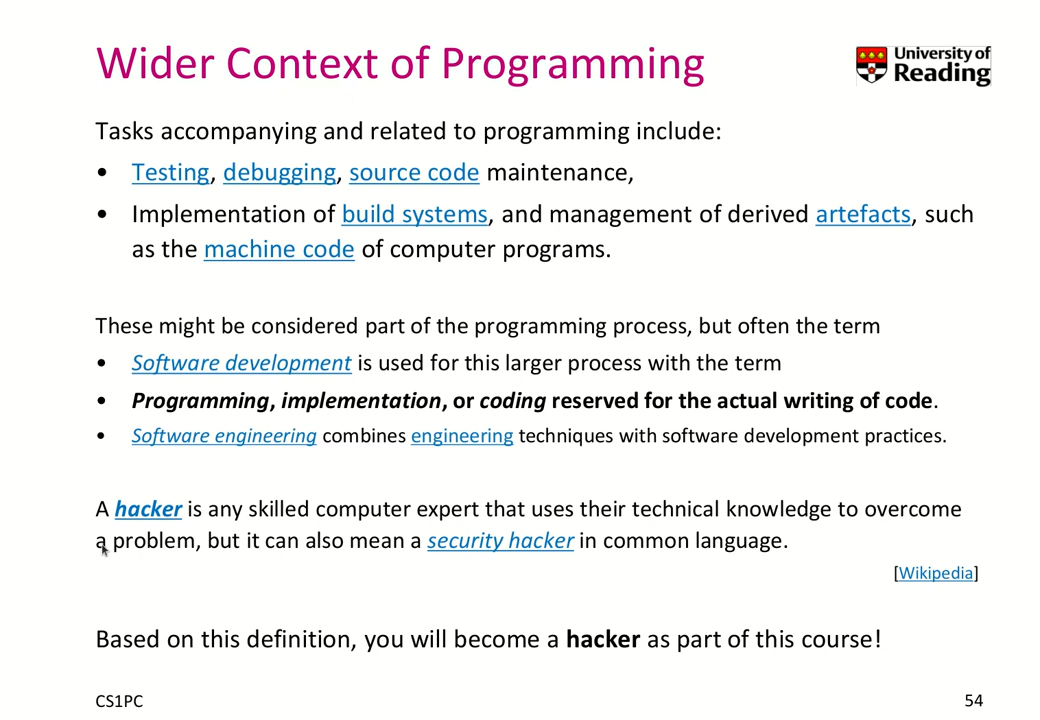 Wider Context of Programming
University of
Reading
Tasks accompanying and related to programming include:
• Testing, debugging, source code maintenance,
• Implementation of build systems, and management of derived artefacts, such
as the machine code of computer programs.
These might be considered part of the programming process, but often the term
• Software development is used for this larger process with the term
• Programming, implementation, or coding reserved for the actual writing of code.
• Software engineering combines engineering techniques with software development practices.
A hacker is any skilled computer expert that uses their technical knowledge to overcome
a problem, but it can also mean a security hacker in common language.
[Wikipedia]
Based on this definition, you will become a hacker as part of this course!
CS1PC
54